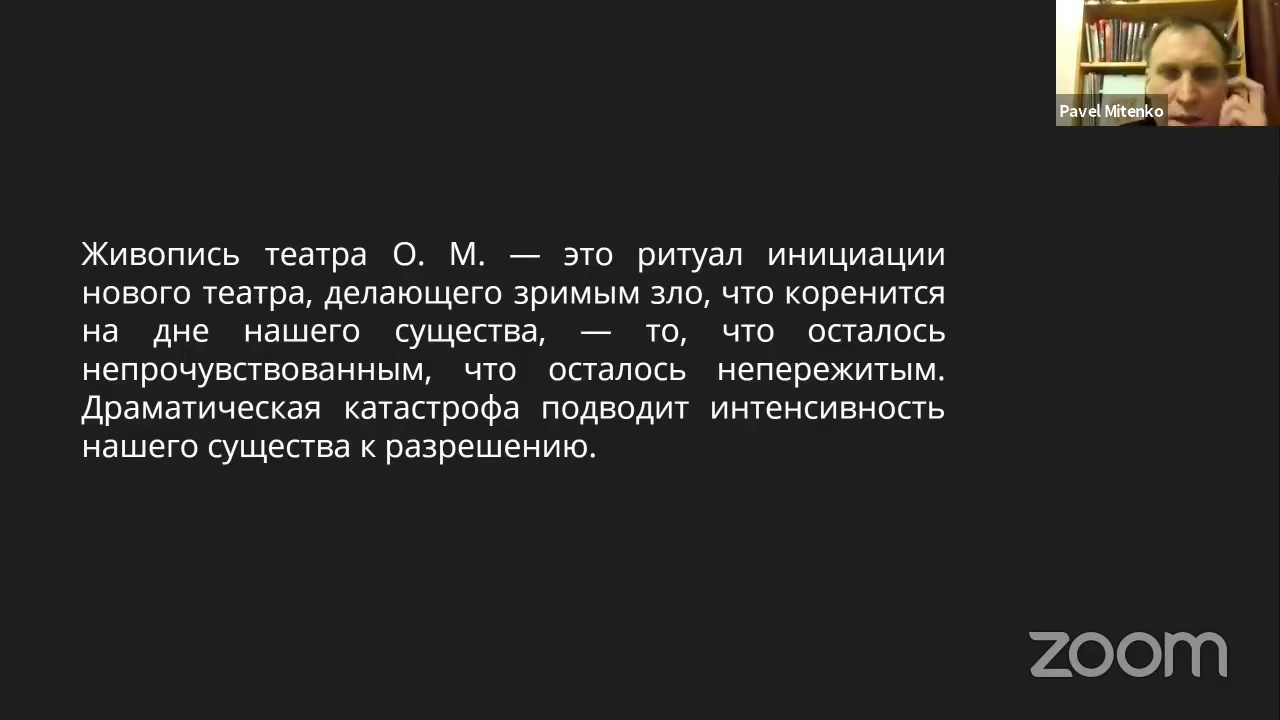 Pavel Mitenko
Живопись театра О. М. — это ритуал инициации
нового театра, делающего зримым зло, что коренится
на дне нашего существа, — то, что осталось
непрочувствованным, что осталось непережитым.
Драматическая катастрофа подводит интенсивность
нашего существа к разрешению.
zoom